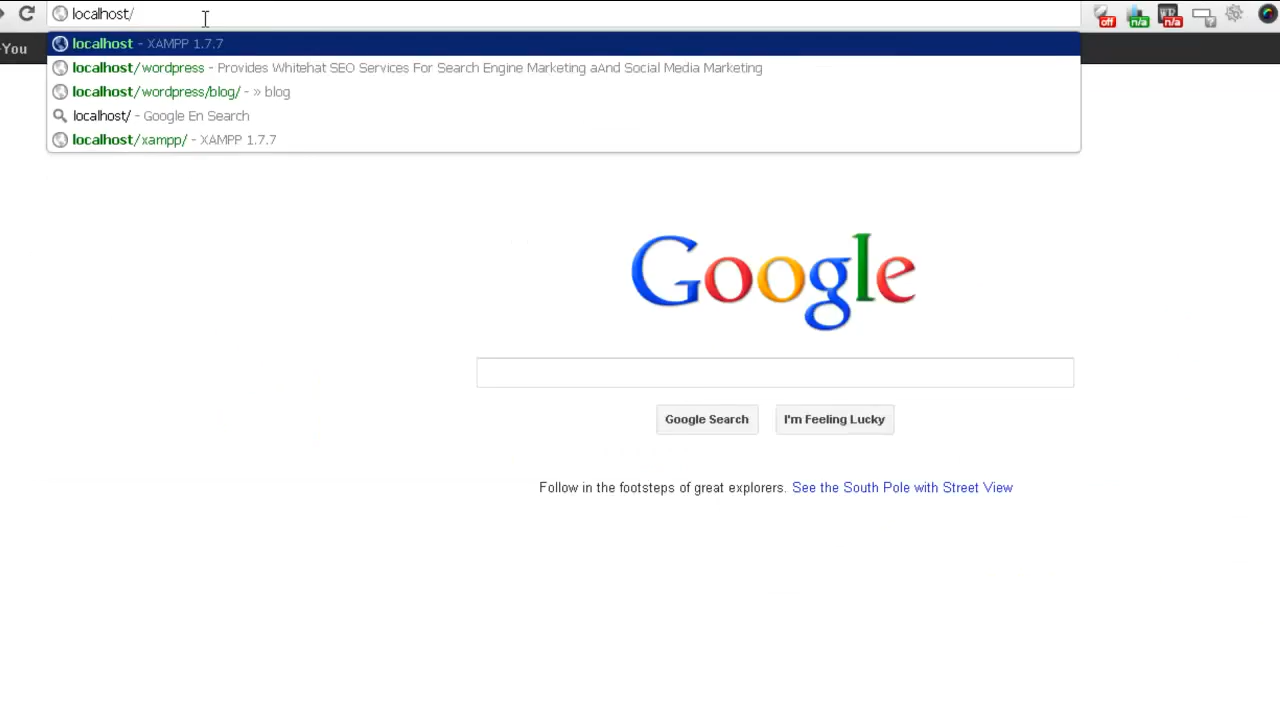 localhost/
off
n/a
n/a
-You
localhost - XAMPP 1.7.7
localhost/wordpress - Provides Whitehat SEO Services For Search Engine Marketing aAnd Social Media Marketing
localhost/wordpress/blog/ - » blog
localhost/ - Google En Search
localhost/xampp/ - XAMPP 1.7.7
Google
Google Search
I'm Feeling Lucky
Follow in the footsteps of great explorers. See the South Pole with Street View